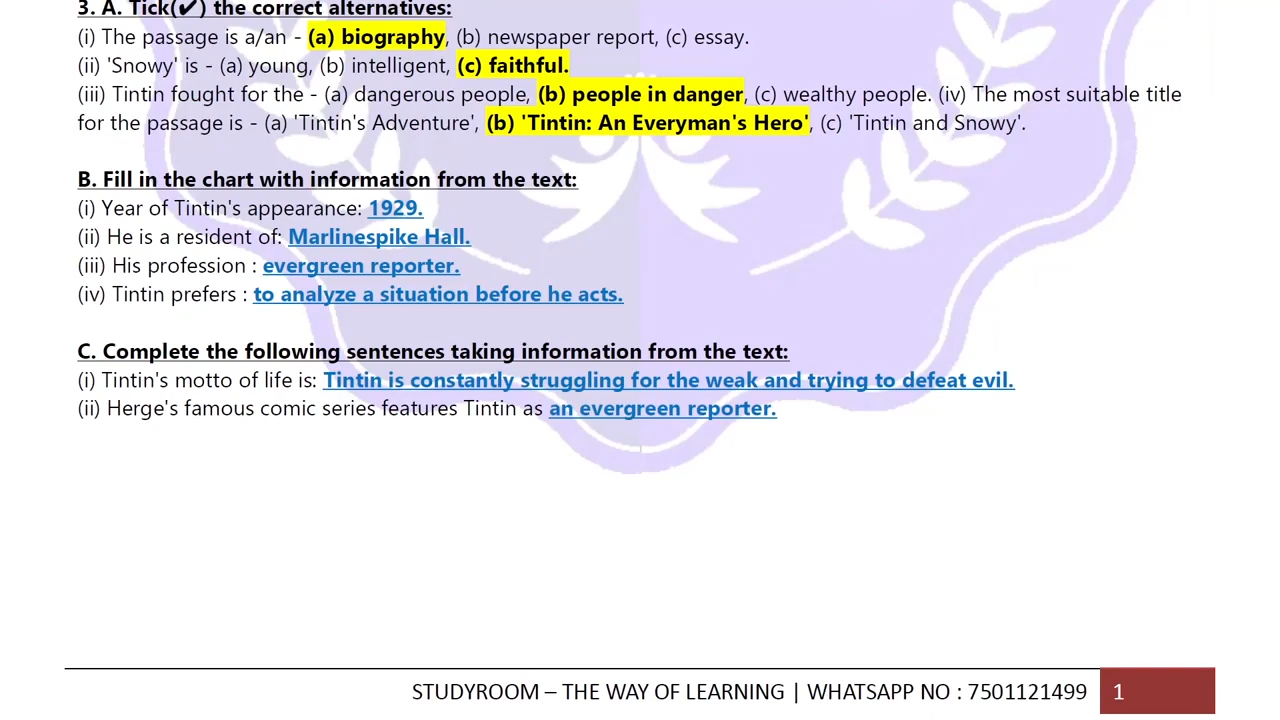 3. A. Tick(✔) the correct alternatives:
(i) The passage is a/an - (a) biography, (b) newspaper report, (c) essay.
(ii) 'Snowy' is - (a) young, (b) intelligent, (c) faithful.
(iii) Tintin fought for the - (a) dangerous people, (b) people in danger, (c) wealthy people. (iv) The most suitable title
for the passage is - (a) 'Tintin's Adventure', (b) 'Tintin: An Everyman's Hero', (c) 'Tintin and Snowy'.
B. Fill in the chart with information from the text:
(i) Year of Tintin's appearance: 1929.
(ii) He is a resident of: Marlinespike Hall.
(iii) His profession : evergreen reporter.
(iv) Tintin prefers : to analyze a situation before he acts.
C. Complete the following sentences taking information from the text:
(i) Tintin's motto of life is: Tintin is constantly struggling for the weak and trying to defeat evil.
(ii) Herge's famous comic series features Tintin as an evergreen reporter.
STUDYROOM – THE WAY OF LEARNING | WHATSAPP NO : 7501121499 1